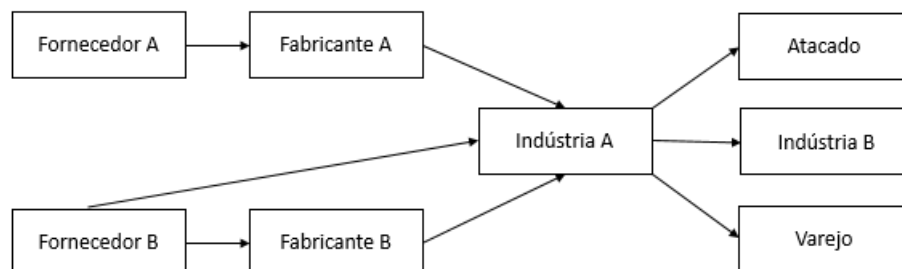 Fornecedor A
Fabricante A
Atacado
Indústria A
Indústria B
Fornecedor B
Fabricante B
Varejo